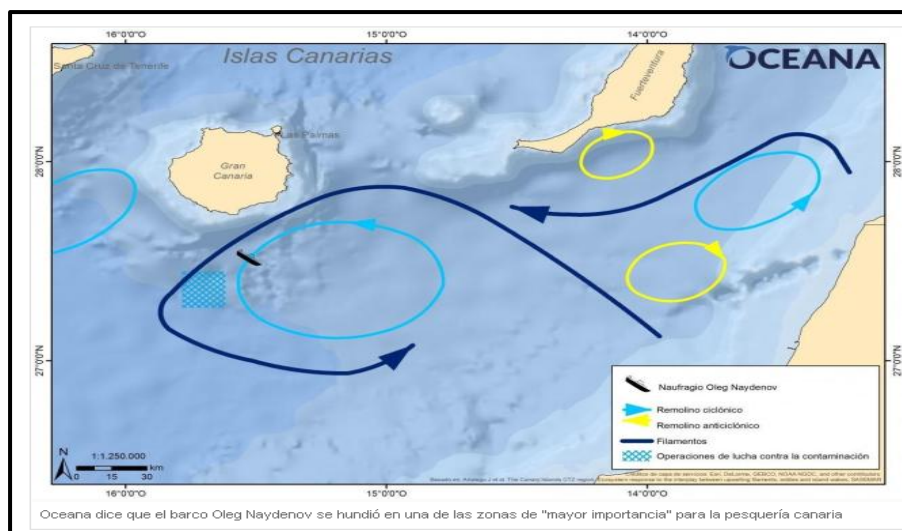 16°0'0"O 15°0'0"O 14°0'0"O
Islas Canarias
OCEANA
Santa Cruz de Tenerife
Fuerteventura
Las Palmas
28°0'0"N
28°0'0"N
Gran
Canaria
27°0'0"N
27°0'0"N
Naufragio Oleg Naydenov
Remolino ciclónico
Remolino anticiclónico
Filamentos
Operaciones de lucha contra la contaminación
N
1:1.250.000
0 15 30 km
16°0'0"O 15°0'0"O 14°0'0"O
Oceana dice que el barco Oleg Naydenov se hundió en una de las zonas de "mayor importancia" para la pesquería canaria